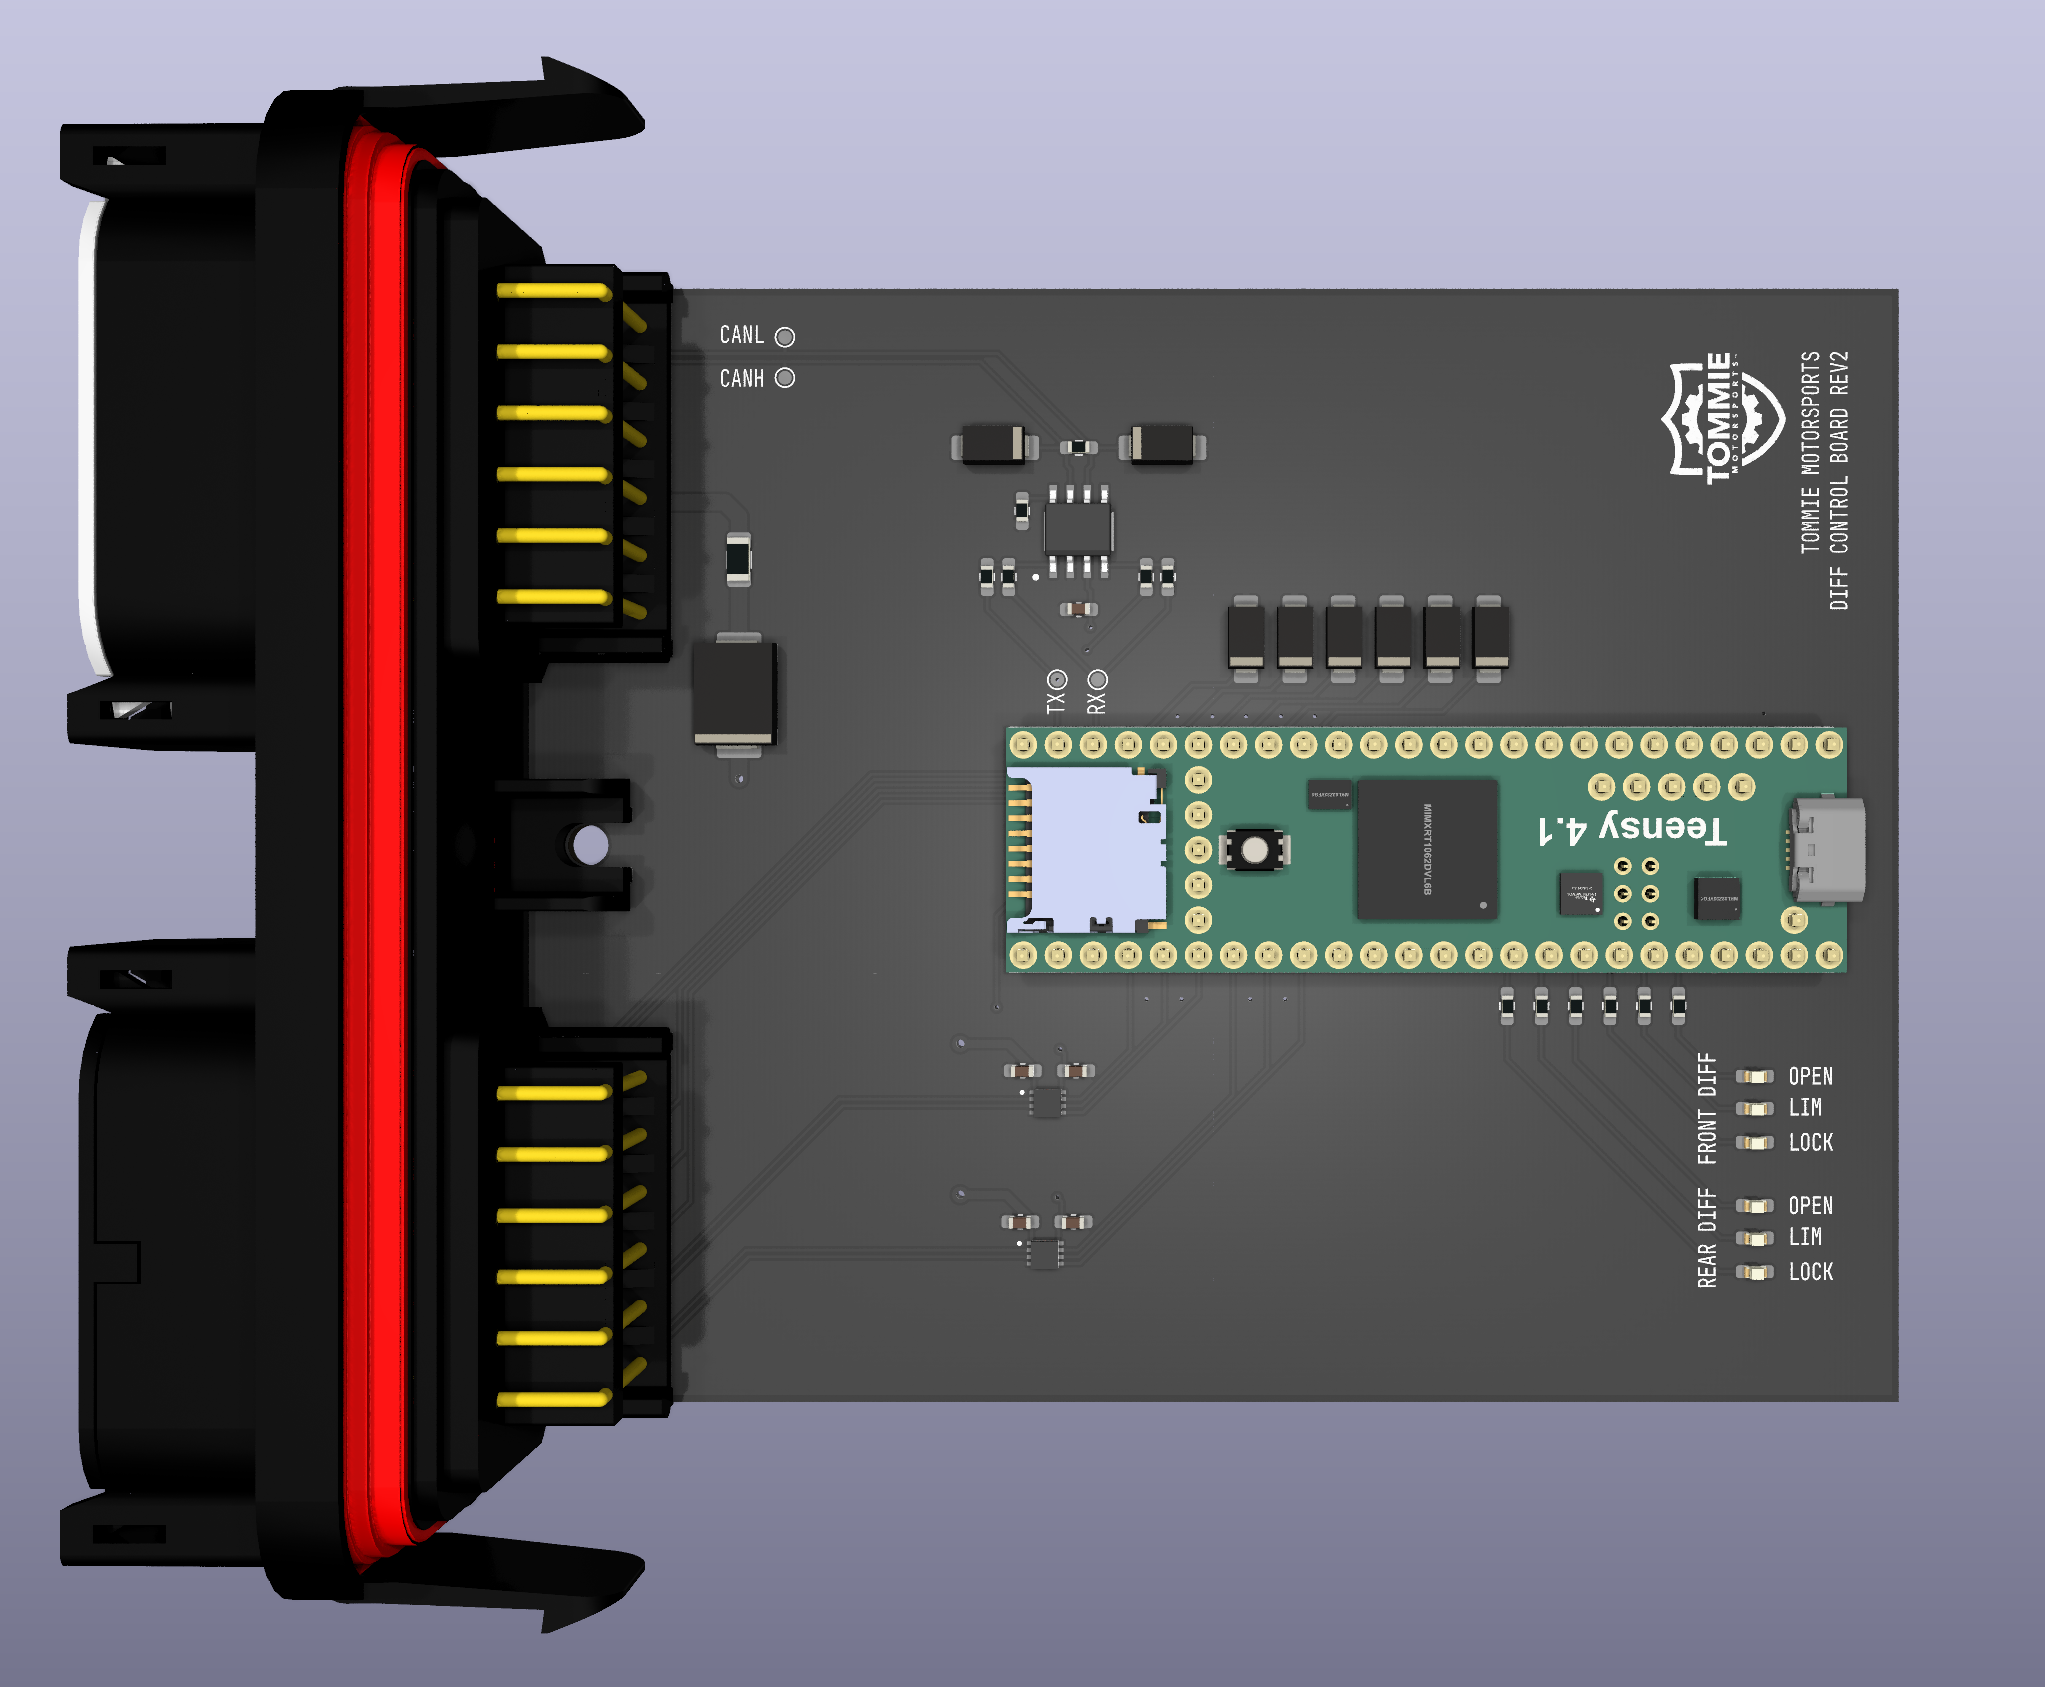 CANL
CANH
TOMMIE
MOTORSPORTS
TOMMIE MOTORSPORTS
DIFF CONTROL BOARD REV2
TX
RX
MIMXRT1062DVL6B
Teensy 4.1
FRONT DIFF
OPEN
LIM
LOCK
REAR DIFF
OPEN
LIM
LOCK